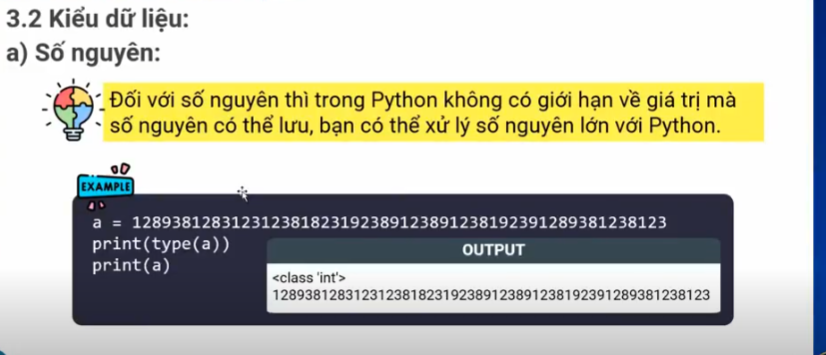 3.2 Kiểu dữ liệu:
a) Số nguyên:
Đối với số nguyên thì trong Python không có giới hạn về giá trị mà
số nguyên có thể lưu, bạn có thể xử lý số nguyên lớn với Python.
EXAMPLE
a = 128938128312312381823192389123891238192391289381238123
print(type(a))
print(a)
OUTPUT
<class 'int'>
128938128312312381823192389123891238192391289381238123